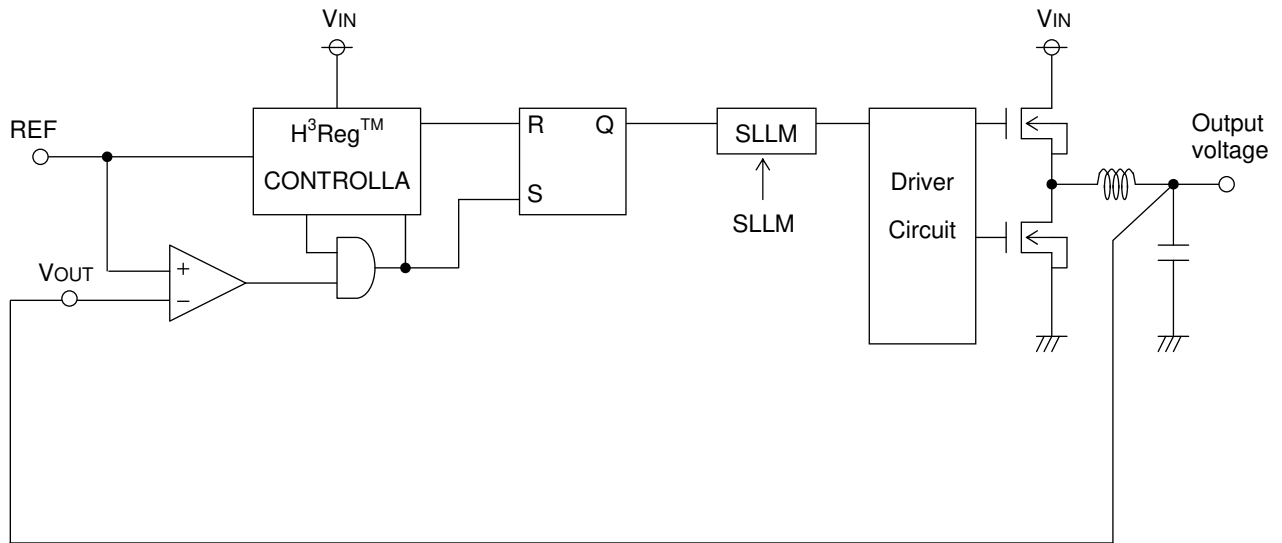 VIN
VIN
REF
H³Reg™
CONTROLLA
R
Q
S
SLLM
SLLM
Driver
Circuit
Output
voltage
VOUT
+
−